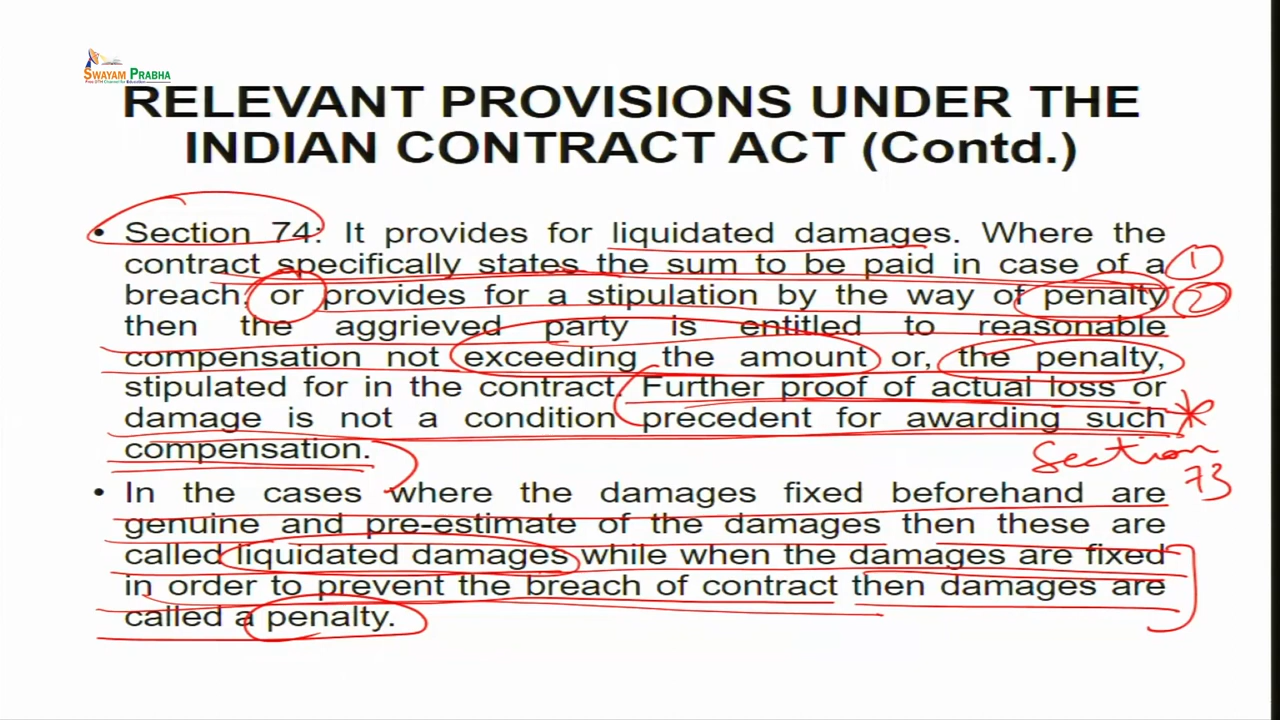 SWAYAM PRABHA
RELEVANT PROVISIONS UNDER THE
INDIAN CONTRACT ACT (Contd.)
• Section 74: It provides for liquidated damages. Where the
contract specifically states the sum to be paid in case of a
1
breach, or provides for a stipulation by the way of penalty
2
then the aggrieved party is entitled to reasonable
compensation not exceeding the amount or, the penalty,
stipulated for in the contract. Further proof of actual loss or
damage is not a condition precedent for awarding such
compensation.
Section
73
• In the cases where the damages fixed beforehand are
genuine and pre-estimate of the damages then these are
called liquidated damages while when the damages are fixed
in order to prevent the breach of contract then damages are
called a penalty.